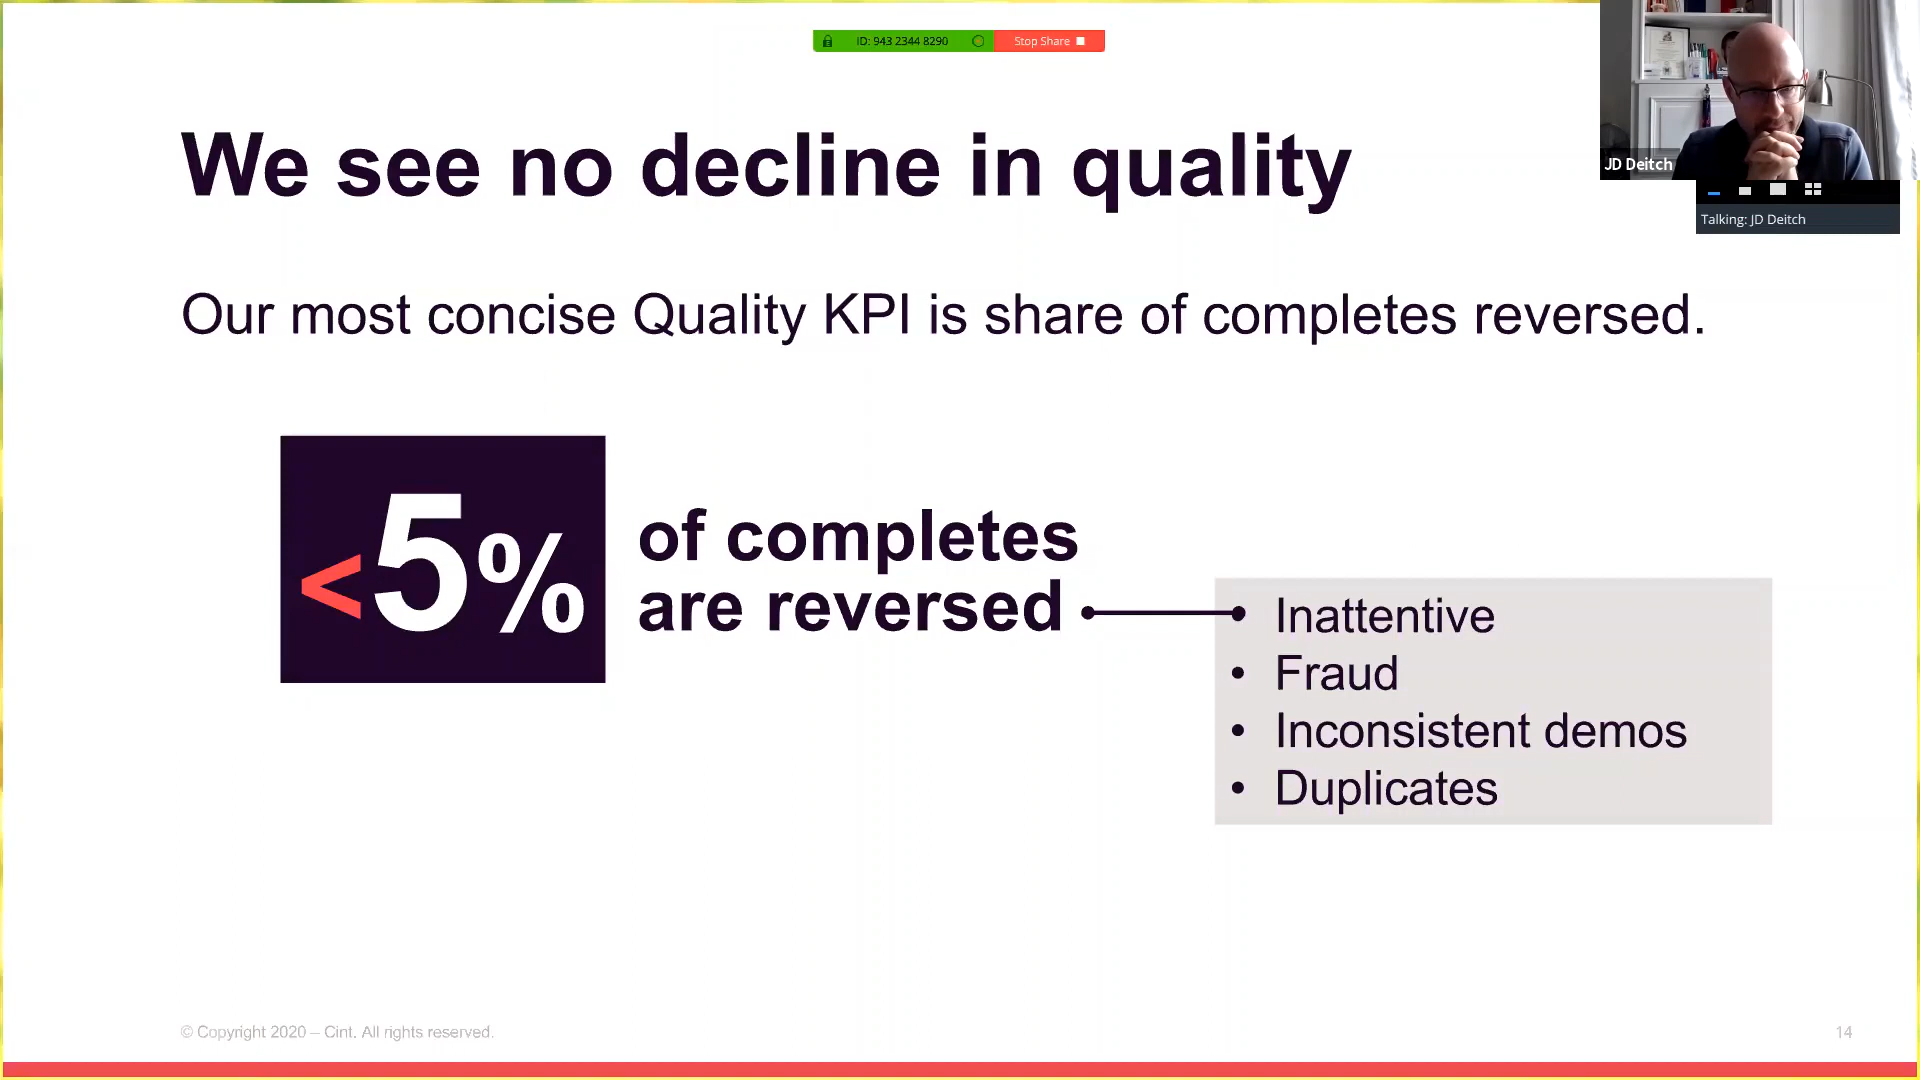 ID: 943 2344 8290
Stop Share
We see no decline in quality
JD Deitch
Talking: JD Deitch
Our most concise Quality KPI is share of completes reversed.
<5%
of completes
are reversed
Inattentive
• Fraud
• Inconsistent demos
• Duplicates
© Copyright 2020 – Cint. All rights reserved.
14